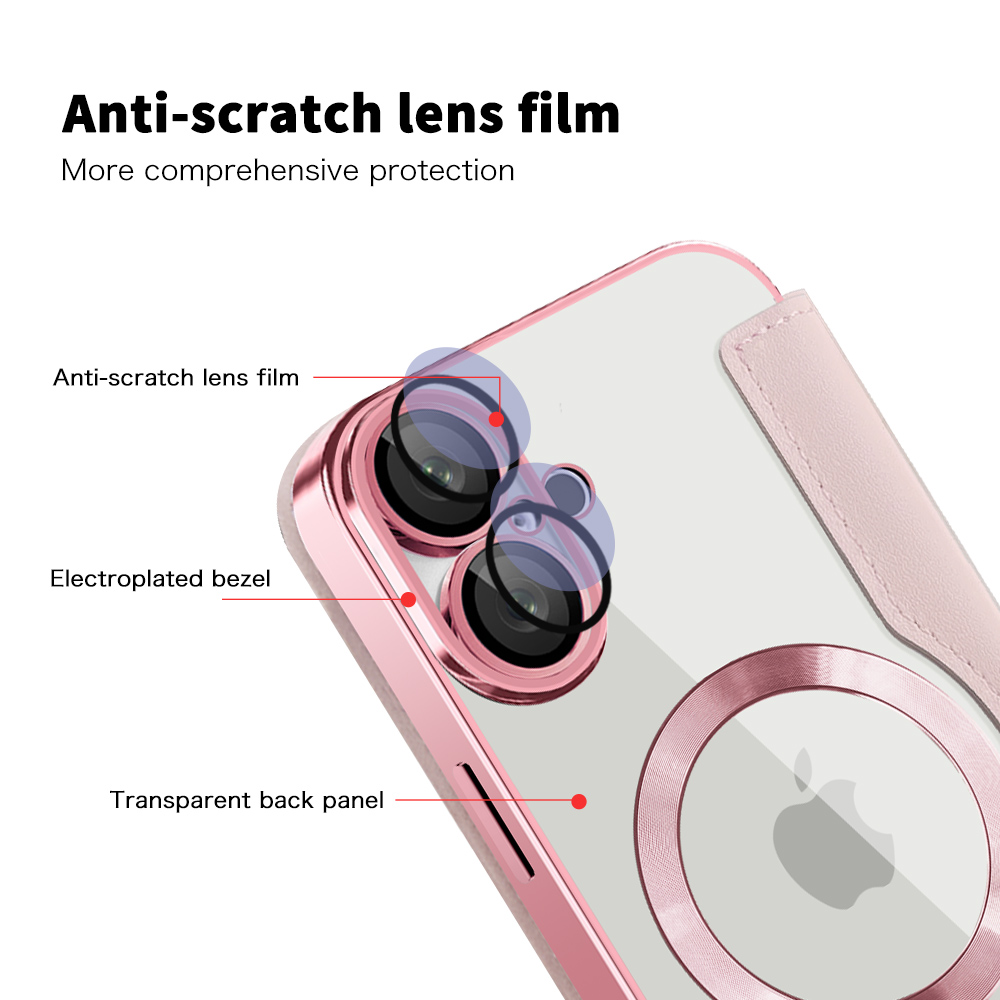 Anti-scratch lens film
More comprehensive protection
Anti-scratch lens film
Electroplated bezel
Transparent back panel